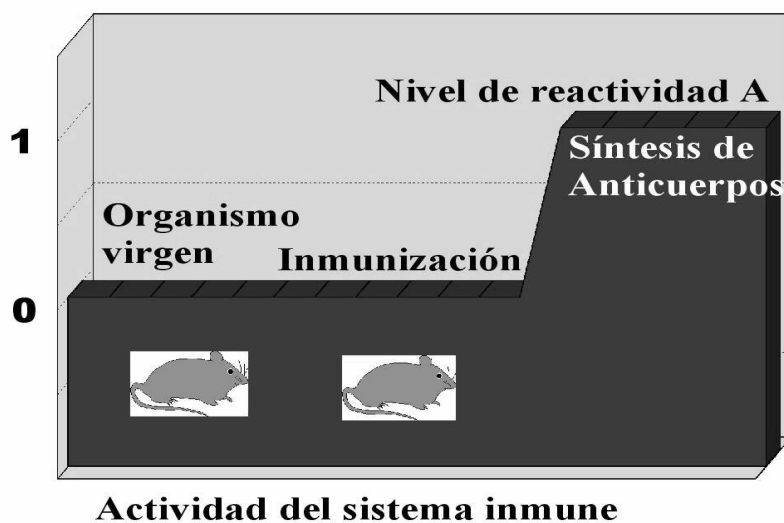 Nivel de reactividad A
1
Síntesis de
Anticuerpos
Organismo
virgen
Inmunización
0
Actividad del sistema inmune